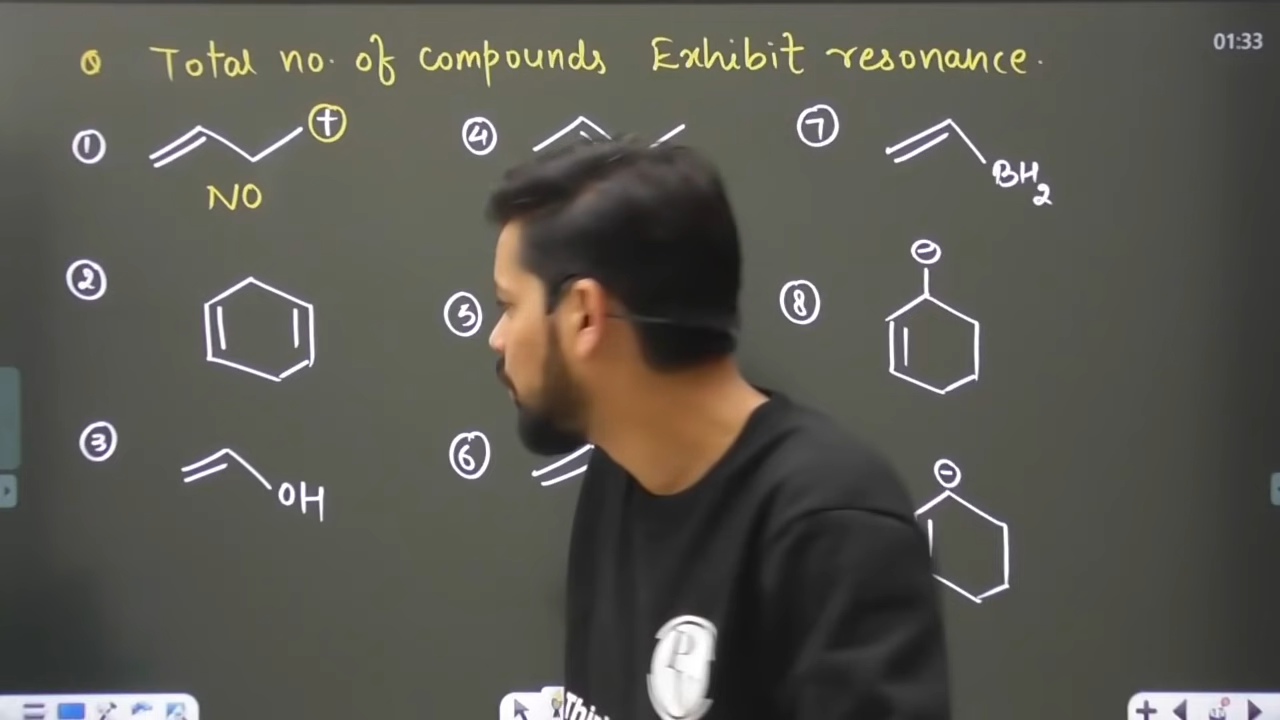 Q Total no. of compounds Exhibit resonance.
01:33
① ⊕
NO
②
③ OH
④
⑤
⑥
⑦ BH2
⑧ ⊖
⊖
PW